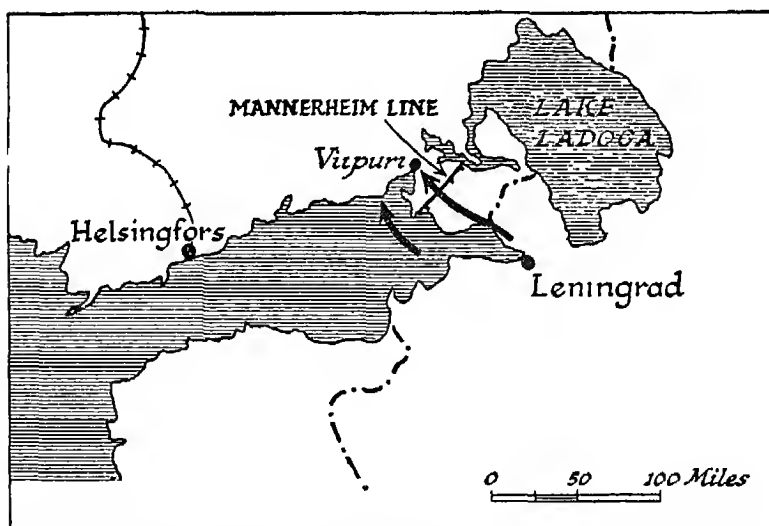 LAKE
LADOGA
MANNERHEIM LINE
Viipuri
Helsingfors
Leningrad
0 50 100 Miles